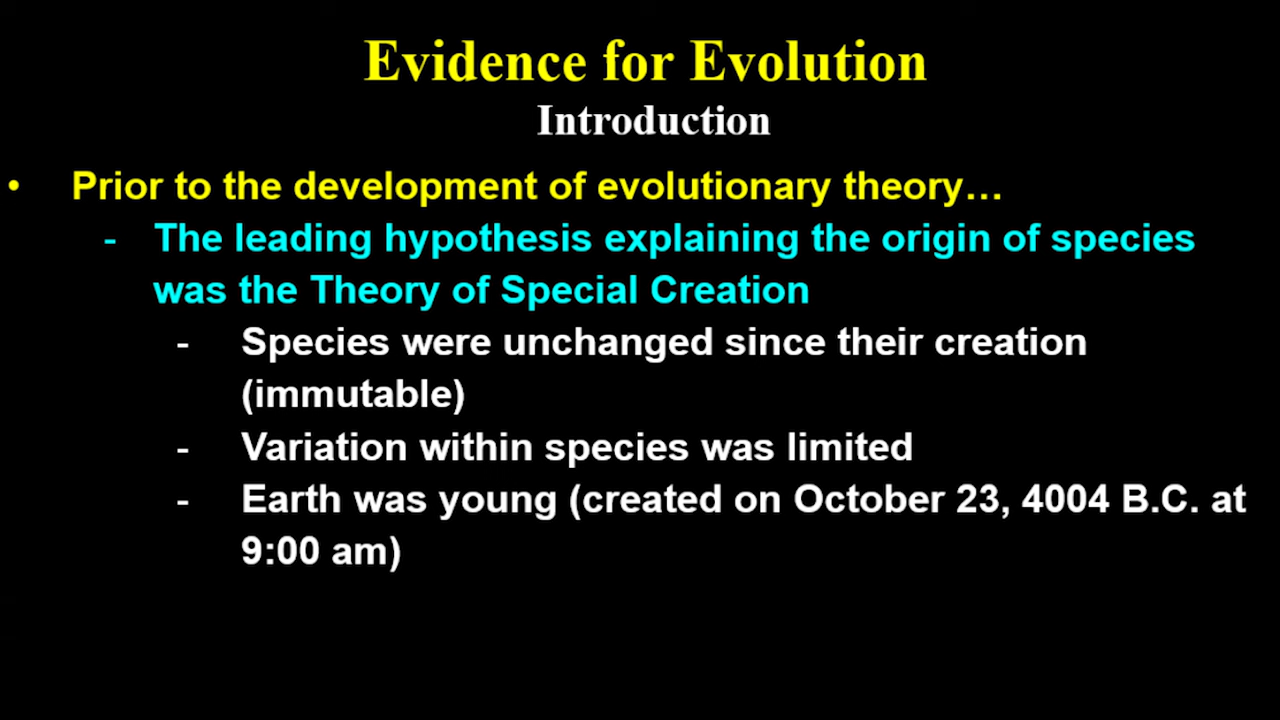 Evidence for Evolution
Introduction
• Prior to the development of evolutionary theory…
- The leading hypothesis explaining the origin of species
was the Theory of Special Creation
- Species were unchanged since their creation
(immutable)
- Variation within species was limited
- Earth was young (created on October 23, 4004 B.C. at
9:00 am)